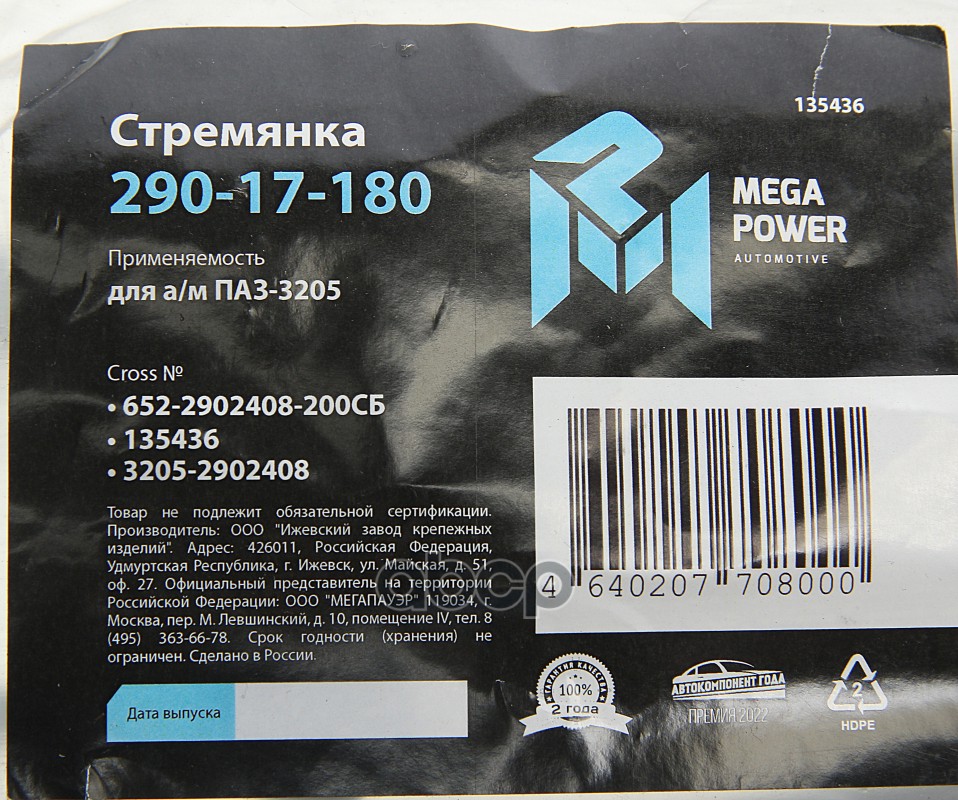 135436
Стремянка
290-17-180
MEGA
POWER
AUTOMOTIVE
Применяемость
для а/м ПАЗ-3205
Cross №
• 652-2902408-200СБ
• 135436
• 3205-2902408
Товар не подлежит обязательной сертификации.
Производитель: ООО "Ижевский завод крепежных
изделий". Адрес: 426011, Российская Федерация,
Удмуртская Республика, г. Ижевск, ул. Майская, д. 51,
оф. 27. Официальный представитель на территории
Российской Федерации: ООО "МЕГАПАУЭР" 119034, г.
Москва, пер. М. Левшинский, д. 10, помещение IV, тел. 8
(495) 363-66-78. Срок годности (хранения) не
ограничен. Сделано в России.
abcp
4 640207 708000
Дата выпуска
ГАРАНТИЯ КАЧЕСТВА
100%
2 года
АВТОКОМПОНЕНТ ГОДА
ПРЕМИЯ 2022
2
HDPE